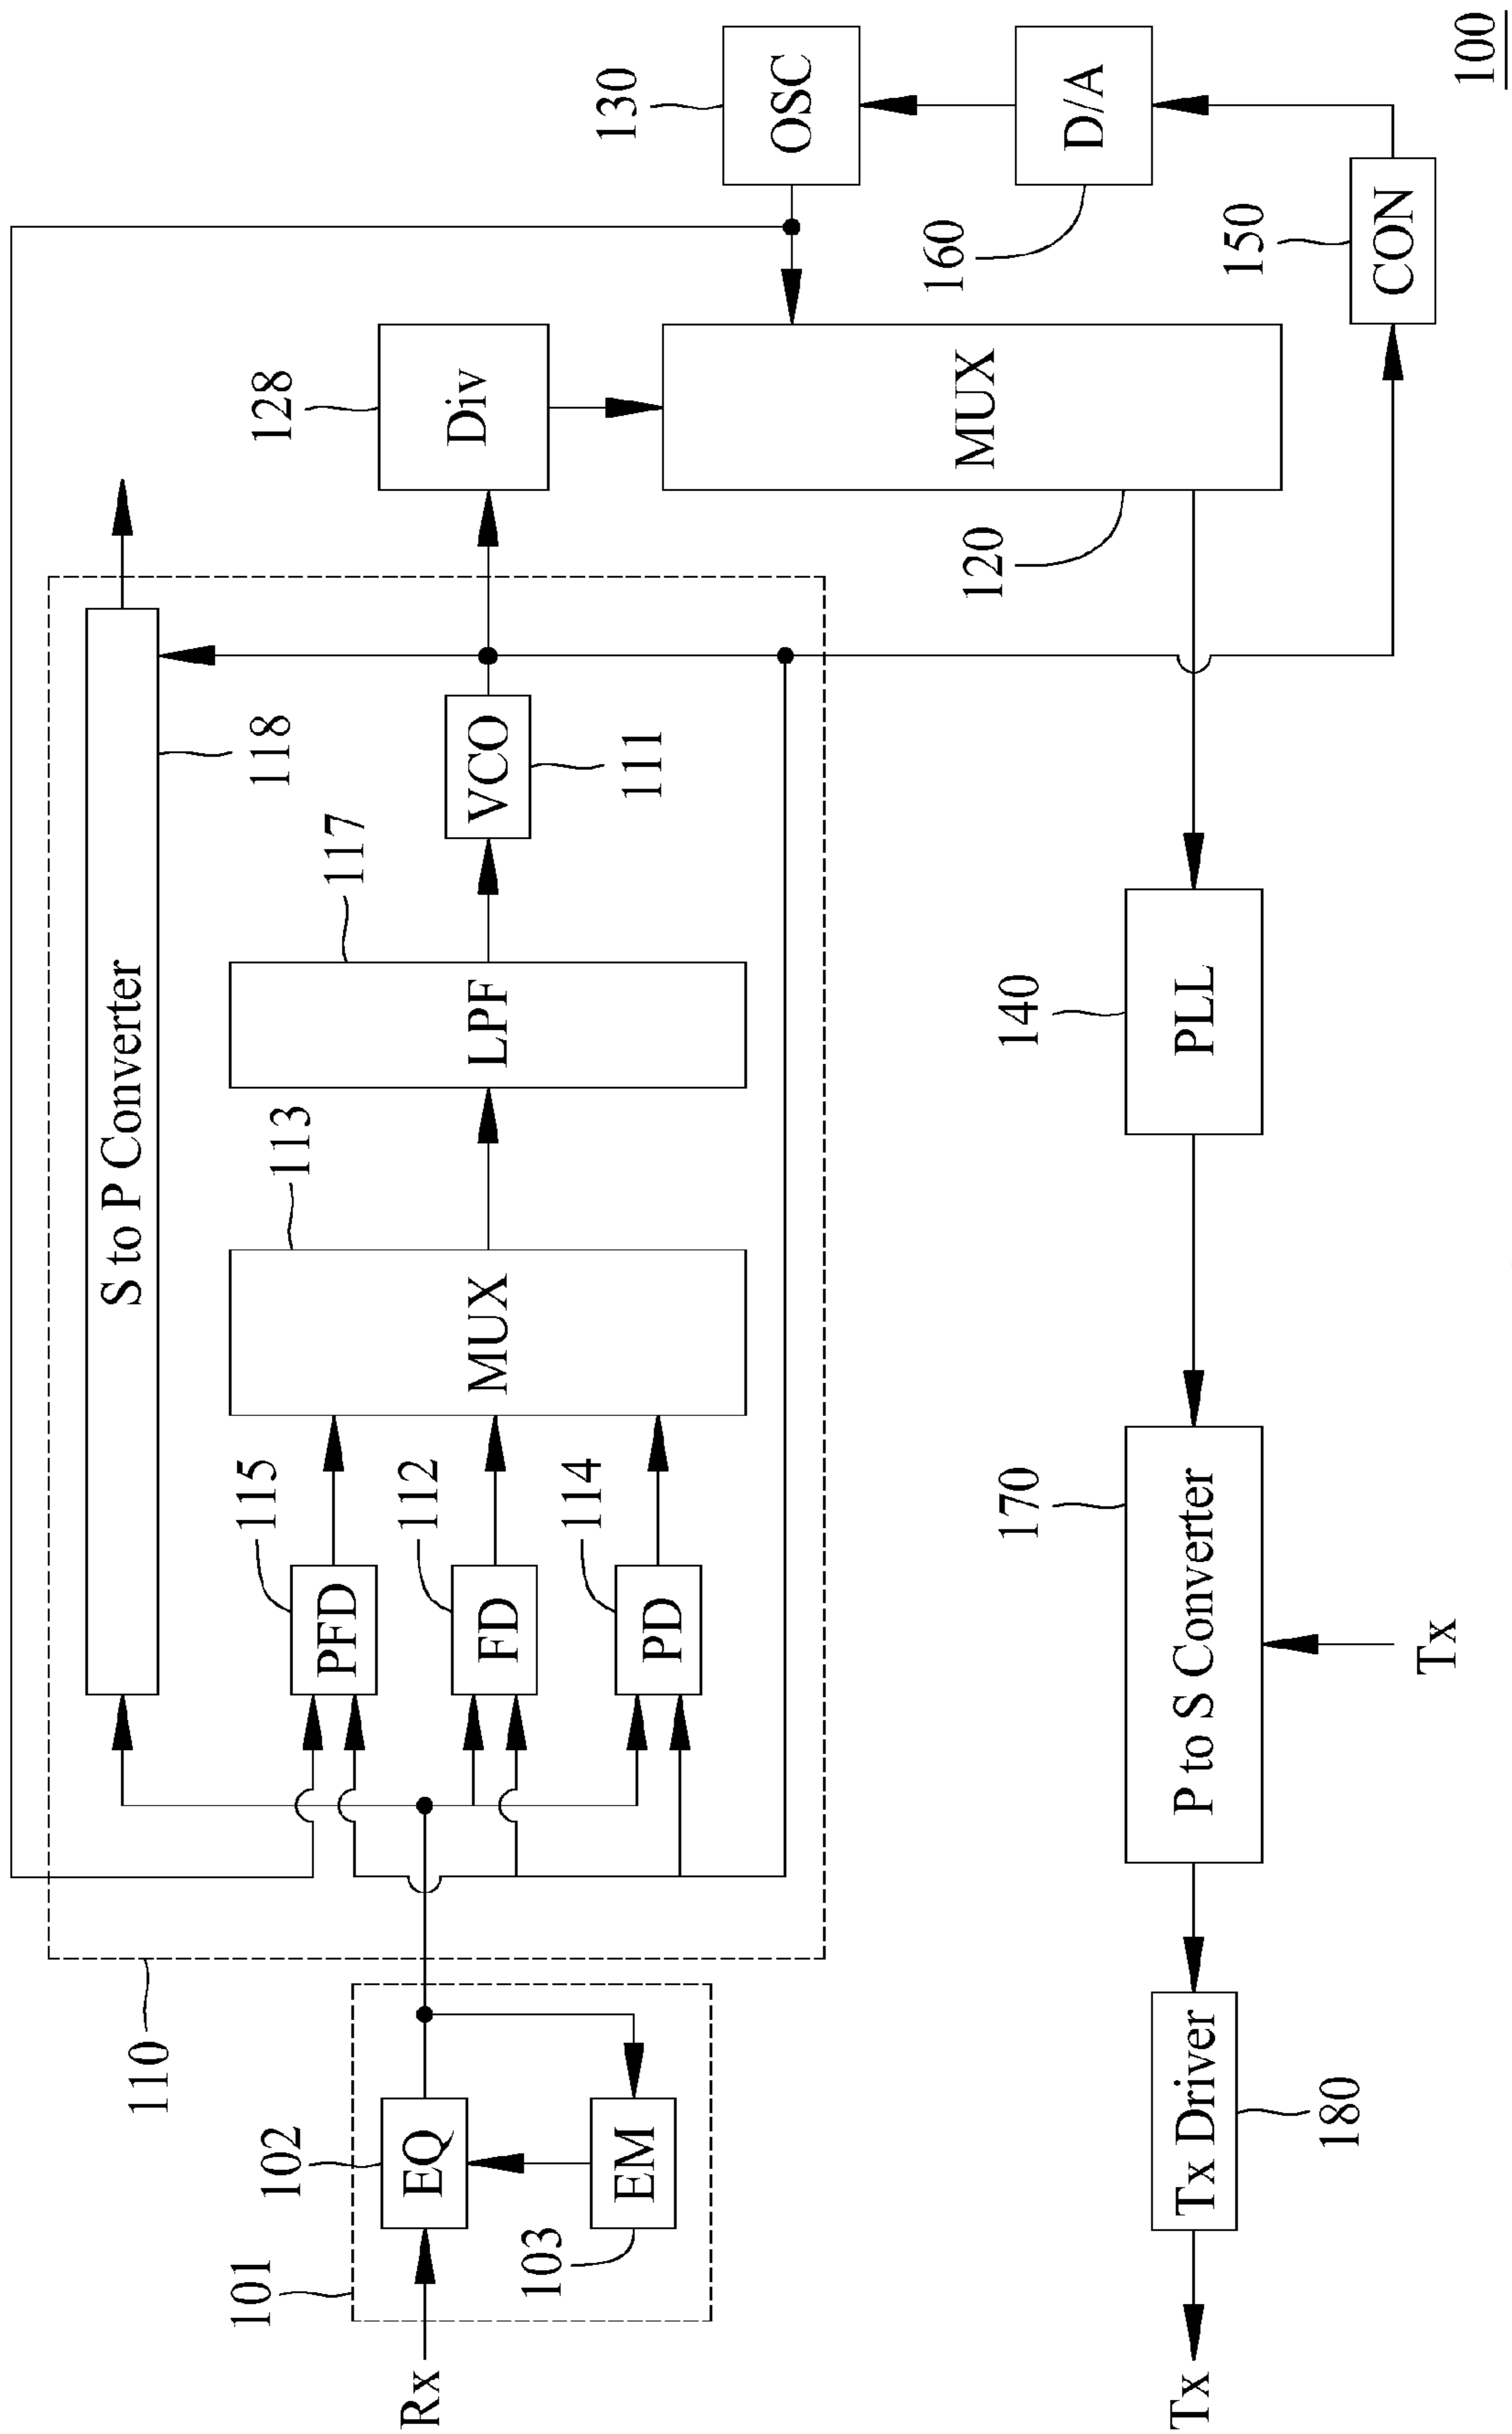 S to P Converter
118
110
115
PFD
112
FD
114
PD
113
MUX
117
LPF
VCO
111
128
Div
130
OSC
101
102
EQ
103
EM
Rx
120
MUX
160
D/A
150
CON
140
PLL
170
P to S Converter
Tx
Tx Driver
180
Tx
100